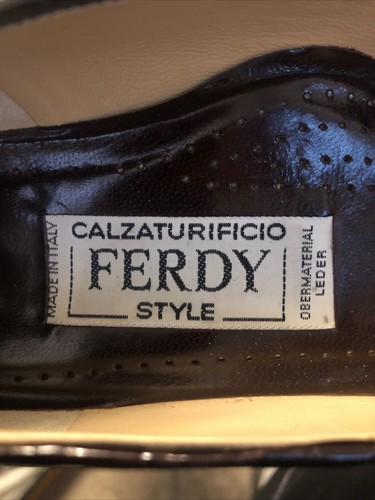 MADE IN ITALY
CALZATURIFICIO
FERDY
STYLE
OBERMATERIAL
LEDER